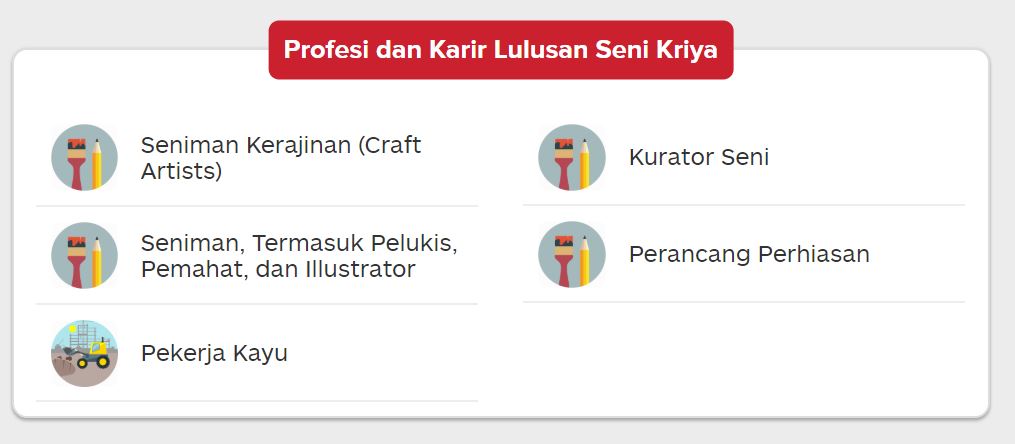 Profesi dan Karir Lulusan Seni Kriya
Seniman Kerajinan (Craft
Artists)
Kurator Seni
Seniman, Termasuk Pelukis,
Pemahat, dan Illustrator
Perancang Perhiasan
Pekerja Kayu